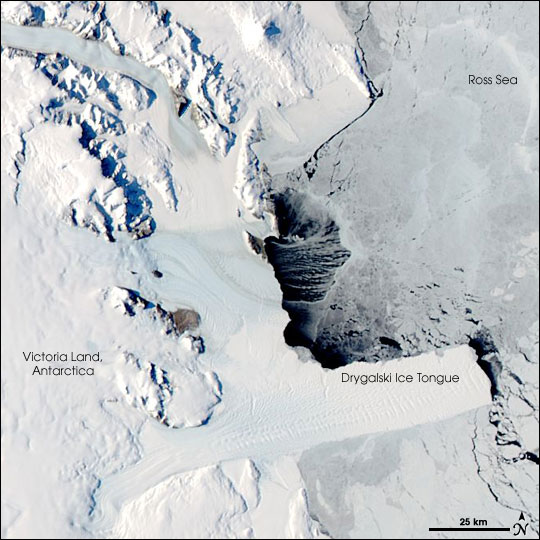 Ross Sea
Victoria Land,
Antarctica
Drygalski Ice Tongue
25 km
N